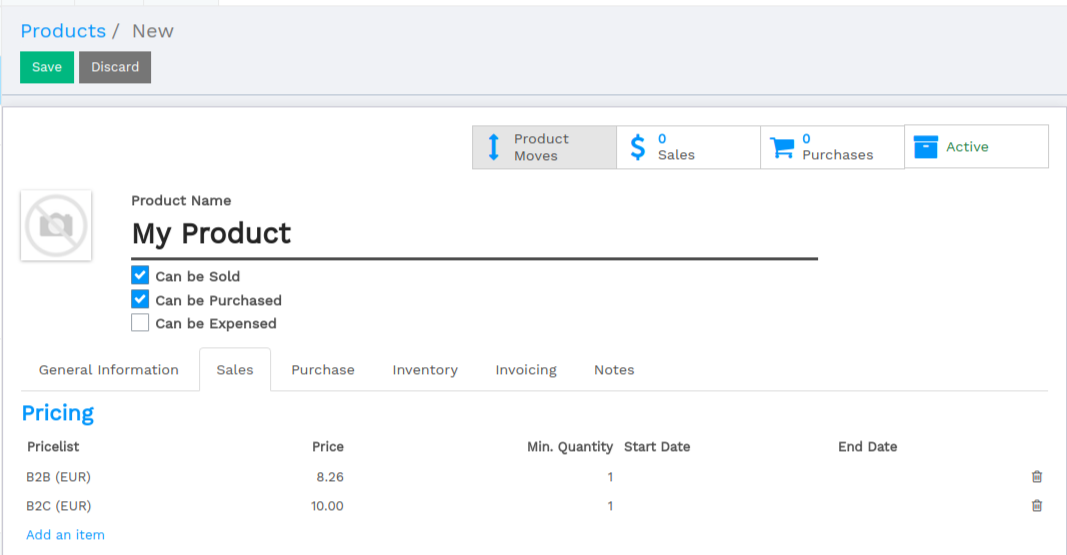 Products / New
Save Discard
Product Moves
0 Sales
0 Purchases
Active
Product Name
My Product
Can be Sold
Can be Purchased
Can be Expensed
General Information Sales Purchase Inventory Invoicing Notes
Pricing
Pricelist Price Min. Quantity Start Date End Date
B2B (EUR) 8.26 1
B2C (EUR) 10.00 1
Add an item